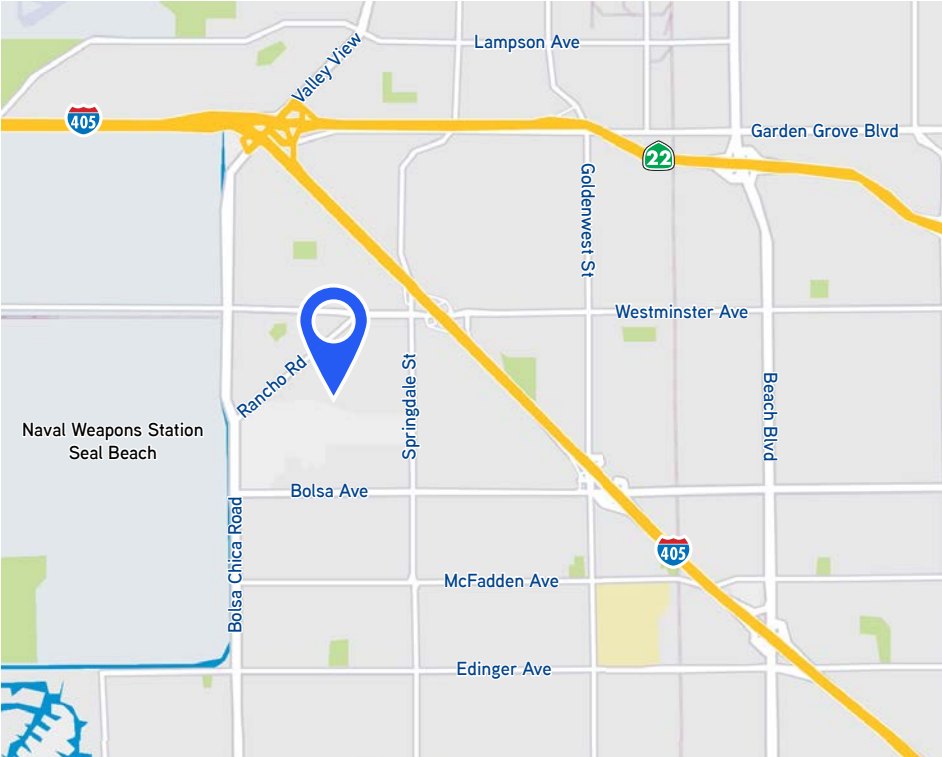 Lampson Ave
Valley View
405
Garden Grove Blvd
22
Goldenwest St
Westminster Ave
Rancho Rd
Springdale St
Beach Blvd
Naval Weapons Station
Seal Beach
Bolsa Ave
Bolsa Chica Road
405
McFadden Ave
Edinger Ave